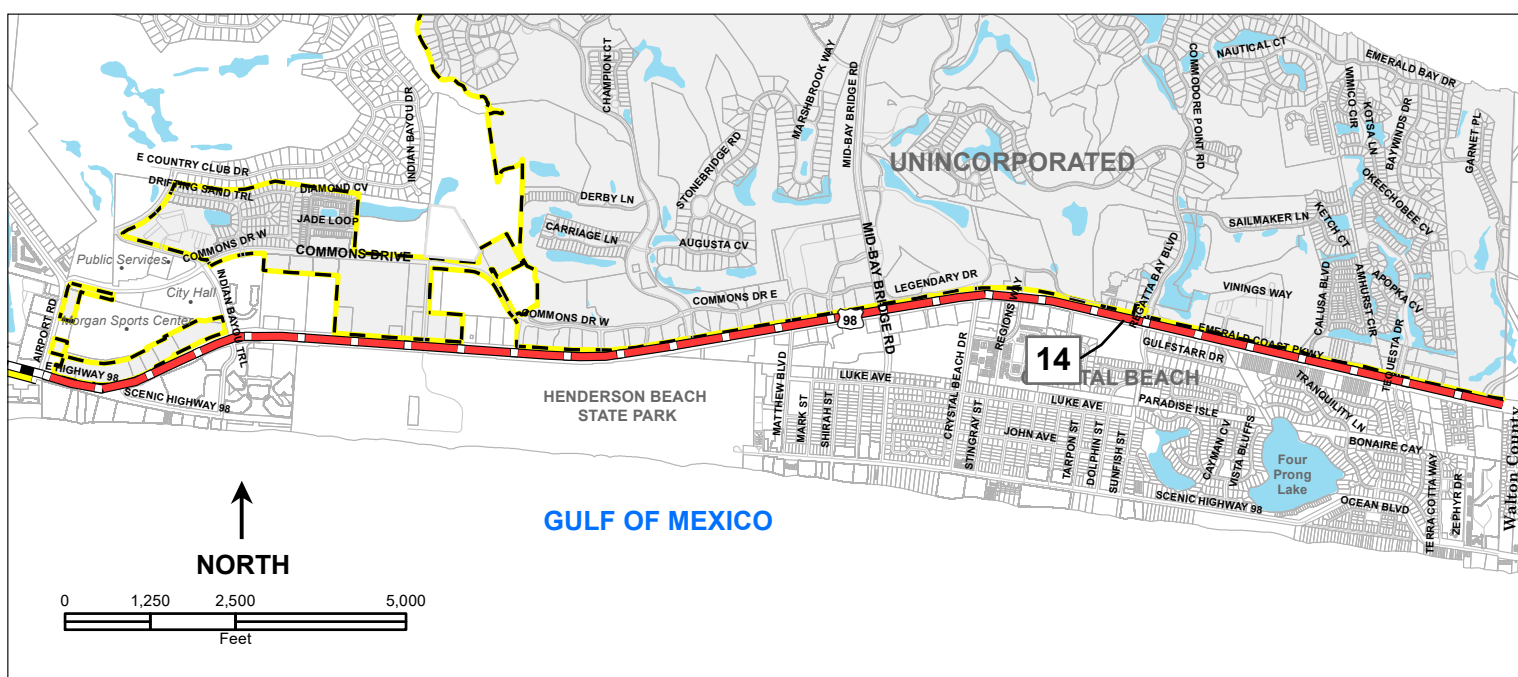 NAUTICAL CT
EMERALD BAY DR
CHAMPION CT
MARSHBROOK WAY
MID-BAY BRIDGE RD
COMMODORE POINT RD
WIMICO CIR
KOTSA LN
BAYWINDS DR
GARNET PL
INDIAN BAYOU DR
E COUNTRY CLUB DR
UNINCORPORATED
STONEBRIDGE RD
DRIFTING SAND TRL
DIAMOND CV
DERBY LN
OKEECHOBEE CV
JADE LOOP
CARRIAGE LN
AUGUSTA CV
SAILMAKER LN
KETCH CT
COMMONS DR W
COMMONS DRIVE
MID-BAY BRIDGE RD
Public Services
City Hall
INDIAN BAYOU TRL
LEGENDARY DR
COMMONS DR E
REGATTA BAY BLVD
VININGS WAY
CALUSA BLVD
AMHURST CIR
APOPKA CV
Morgan Sports Center
AIRPORT RD
COMMONS DR W
98
REGIONS WAY
EMERALD COAST PKWY
TEQUESTA DR
GULFSTARR DR
14
E HIGHWAY 98
SCENIC HIGHWAY 98
LUKE AVE
TRANQUILITY LN
HENDERSON BEACH
STATE PARK
MATTHEW BLVD
MARK ST
SHIRAH ST
CRYSTAL BEACH DR
STINGRAY ST
LUKE AVE
PARADISE ISLE
JOHN AVE
TARPON ST
DOLPHIN ST
SUNFISH ST
CAYMAN CV
VISTA BLUFFS
BONAIRE CAY
Four
Prong
Lake
Walton County
SCENIC HIGHWAY 98
OCEAN BLVD
TERRA COTTA WAY
ZEPHYR DR
GULF OF MEXICO
NORTH
0 1,250 2,500 5,000
Feet